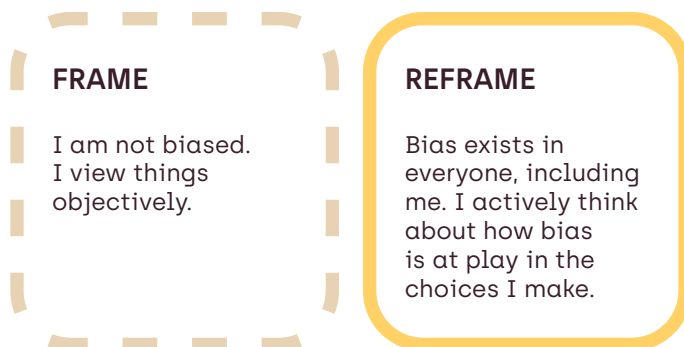 FRAME
I am not biased.
I view things
objectively.
REFRAME
Bias exists in
everyone, including
me. I actively think
about how bias
is at play in the
choices I make.